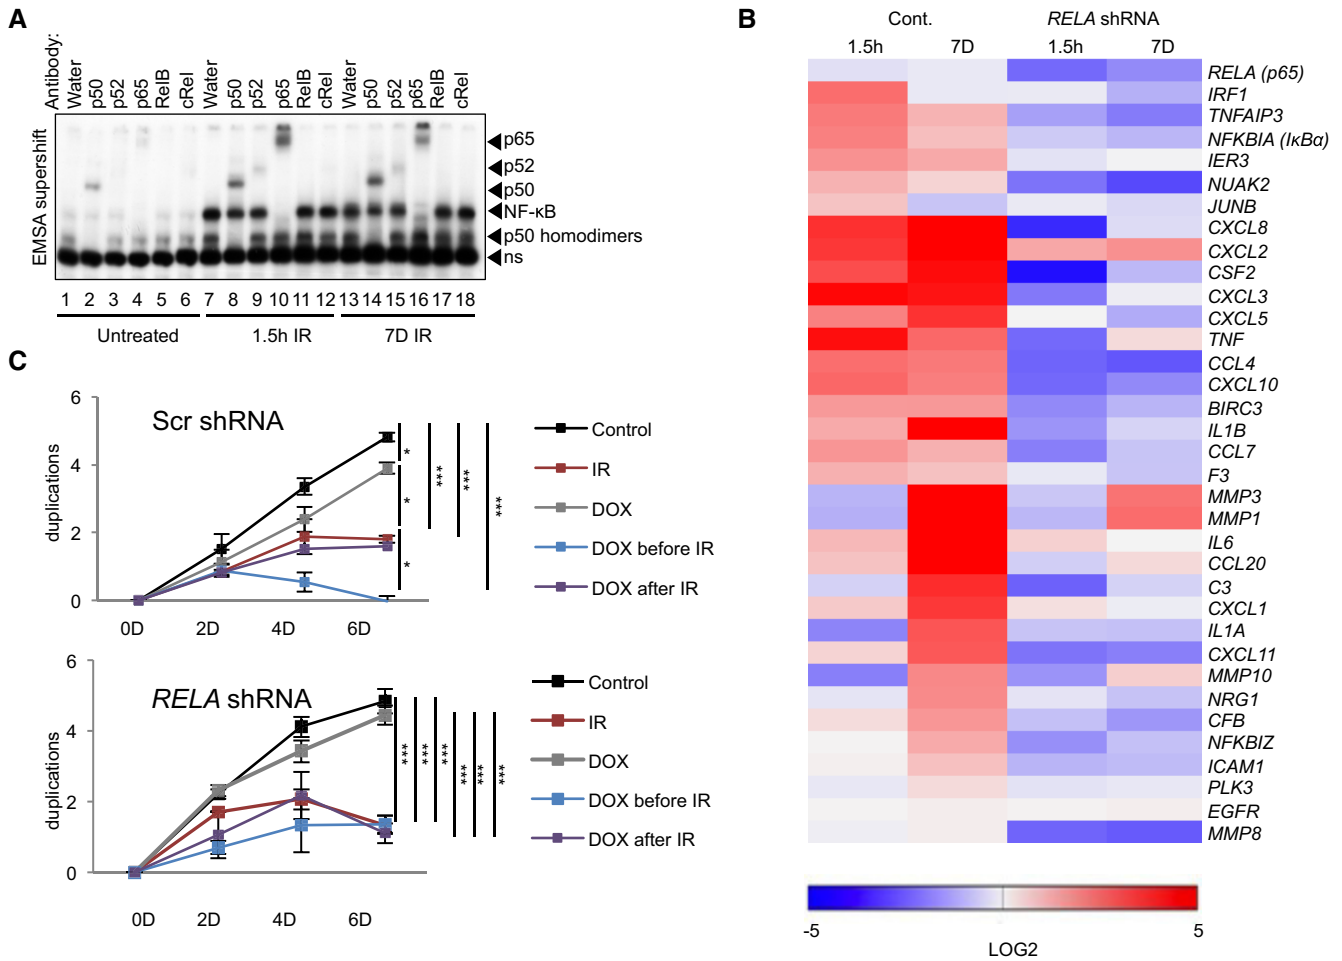 A
Antibody:
Water
p50
p52
p65
RelB
cRel
Water
p50
p52
p65
RelB
cRel
Water
p50
p52
p65
RelB
cRel
EMSA supershift
p65
p52
p50
NF-κB
p50 homodimers
ns
1 2 3 4 5 6 7 8 9 10 11 12 13 14 15 16 17 18
Untreated 1.5h IR 7D IR
B
Cont. RELA shRNA
1.5h 7D 1.5h 7D
RELA (p65)
IRF1
TNFAIP3
NFKBIA (IκBα)
IER3
NUAK2
JUNB
CXCL8
CXCL2
CSF2
CXCL3
CXCL5
TNF
CCL4
CXCL10
BIRC3
IL1B
CCL7
F3
MMP3
MMP1
IL6
CCL20
C3
CXCL1
IL1A
CXCL11
MMP10
NRG1
CFB
NFKBIZ
ICAM1
PLK3
EGFR
MMP8
-5 5
LOG2
C
Scr shRNA
duplications
6
4
2
0
0D 2D 4D 6D
*
*
*
***
***
***
Control
IR
DOX
DOX before IR
DOX after IR
RELA shRNA
duplications
6
4
2
0
0D 2D 4D 6D
***
***
***
***
***
***
Control
IR
DOX
DOX before IR
DOX after IR